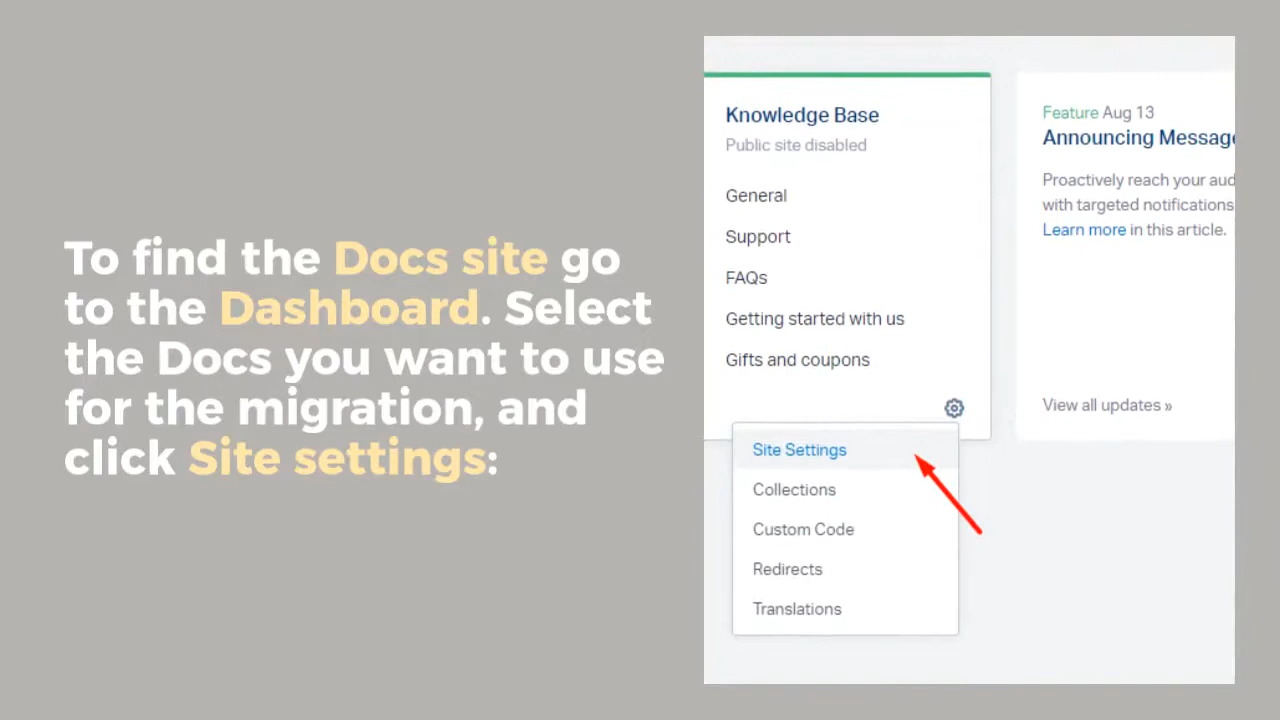 To find the Docs site go
to the Dashboard. Select
the Docs you want to use
for the migration, and
click Site settings:
Knowledge Base
Public site disabled
General
Support
FAQs
Getting started with us
Gifts and coupons
Site Settings
Collections
Custom Code
Redirects
Translations
Feature Aug 13
Announcing Message
Proactively reach your aud
with targeted notifications
Learn more in this article.
View all updates »